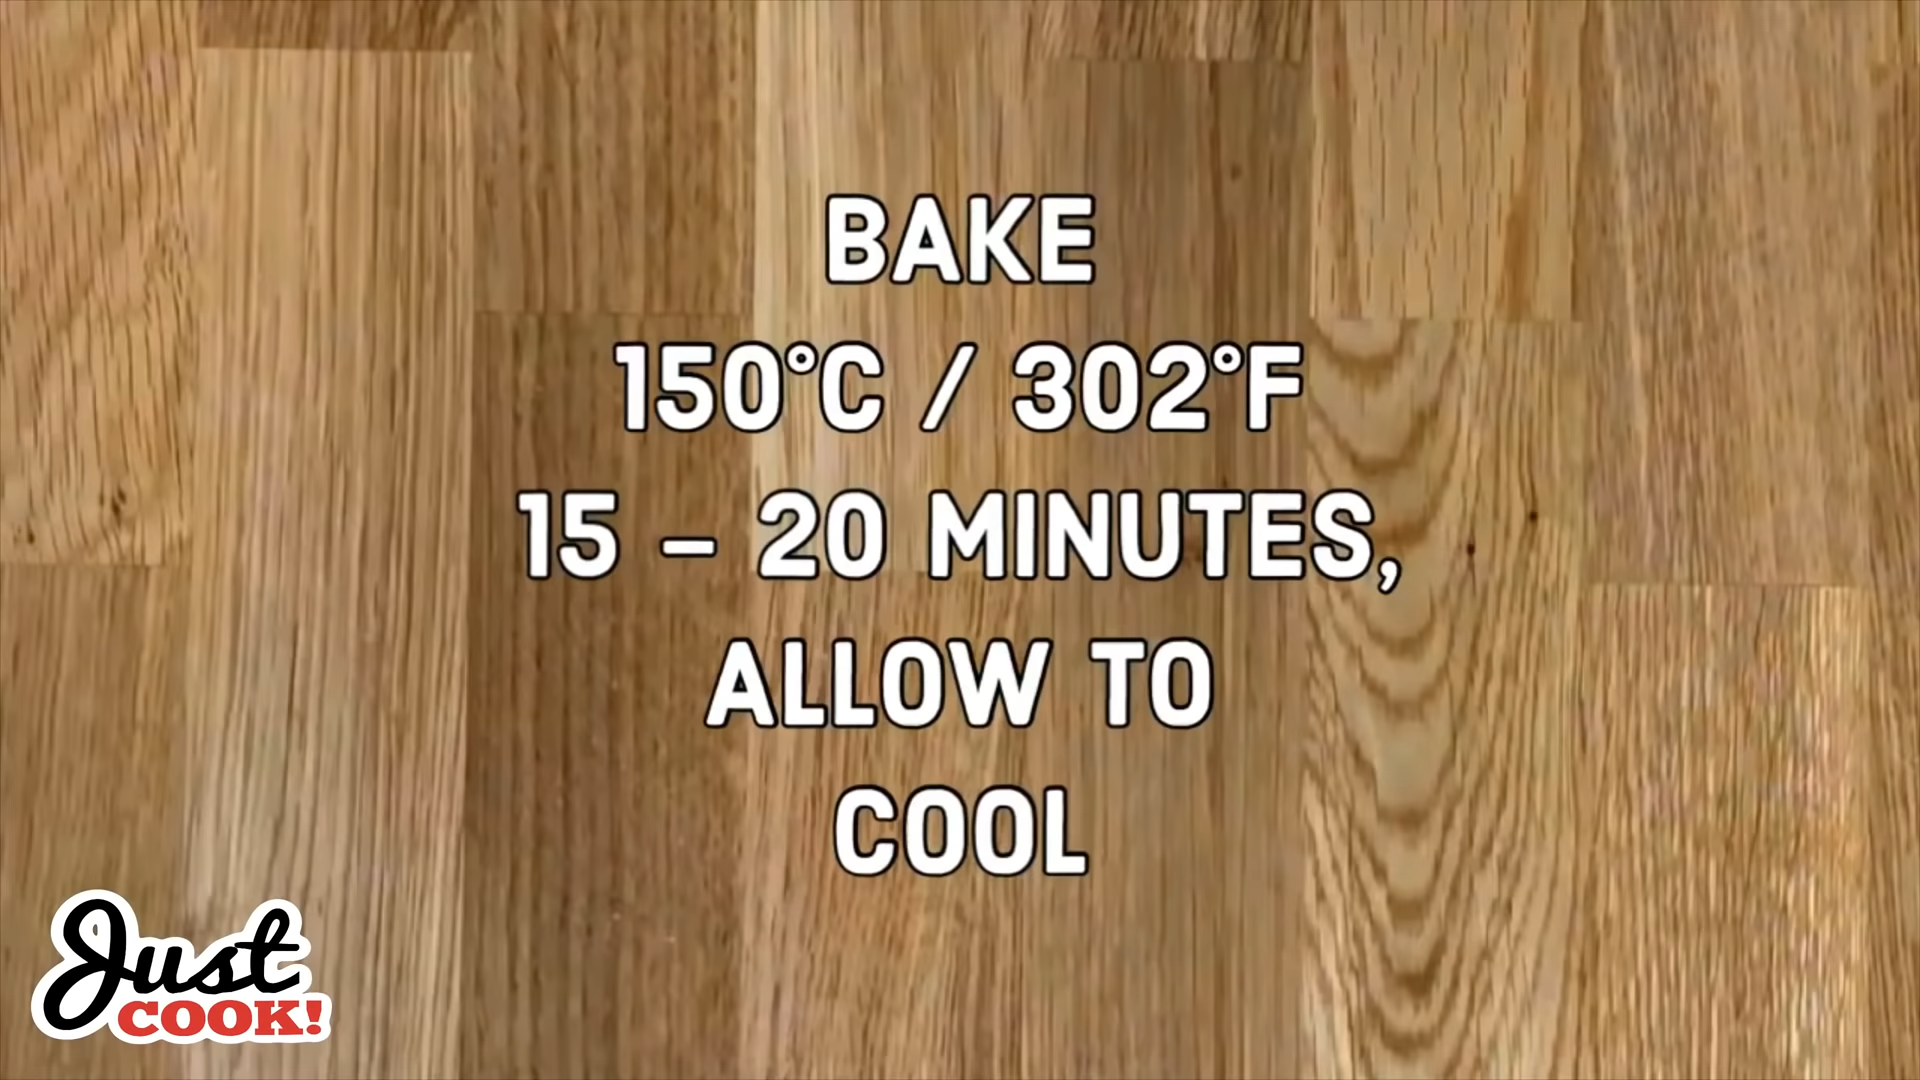 BAKE
150°C / 302°F
15 – 20 MINUTES,
ALLOW TO
COOL
Just
COOK!